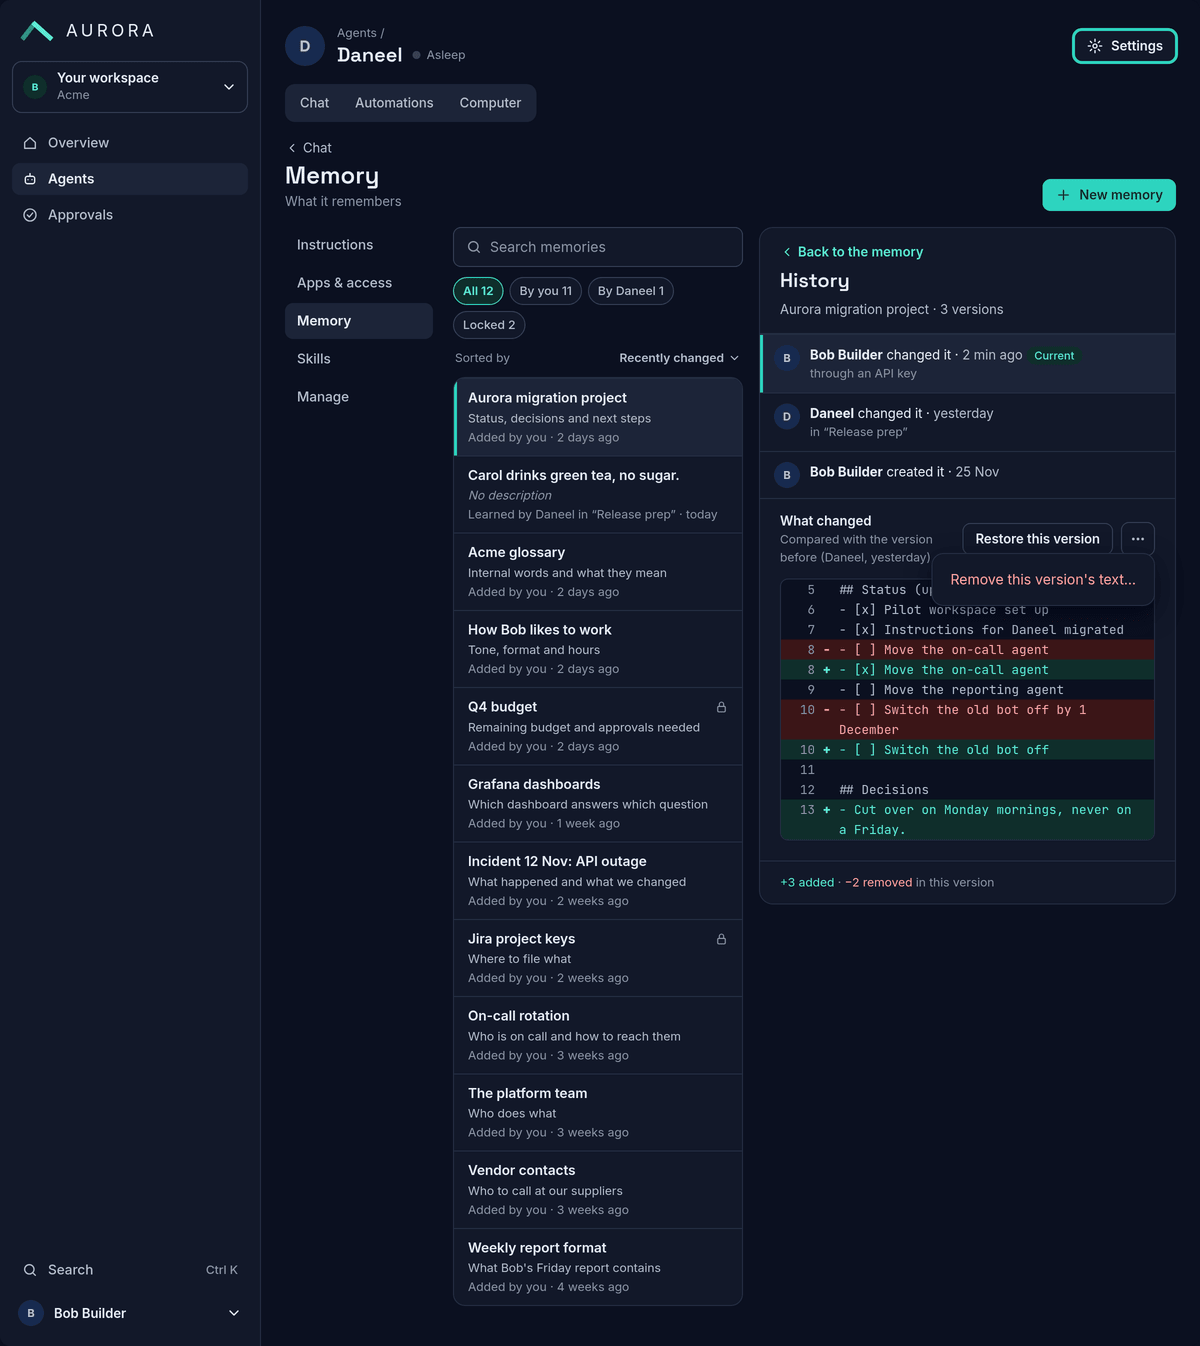 AURORA
B
Your workspace
Acme
Overview
Agents
Approvals
Search
Ctrl K
B
Bob Builder
D
Agents /
Daneel
Asleep
Settings
Chat
Automations
Computer
Chat
Memory
What it remembers
New memory
Instructions
Apps & access
Memory
Skills
Manage
Search memories
All 12
By you 11
By Daneel 1
Locked 2
Sorted by
Recently changed
Aurora migration project
Status, decisions and next steps
Added by you · 2 days ago
Carol drinks green tea, no sugar.
No description
Learned by Daneel in “Release prep” · today
Acme glossary
Internal words and what they mean
Added by you · 2 days ago
How Bob likes to work
Tone, format and hours
Added by you · 2 days ago
Q4 budget
Remaining budget and approvals needed
Added by you · 2 days ago
Grafana dashboards
Which dashboard answers which question
Added by you · 1 week ago
Incident 12 Nov: API outage
What happened and what we changed
Added by you · 2 weeks ago
Jira project keys
Where to file what
Added by you · 2 weeks ago
On-call rotation
Who is on call and how to reach them
Added by you · 3 weeks ago
The platform team
Who does what
Added by you · 3 weeks ago
Vendor contacts
Who to call at our suppliers
Added by you · 3 weeks ago
Weekly report format
What Bob's Friday report contains
Added by you · 4 weeks ago
Back to the memory
History
Aurora migration project · 3 versions
B
Bob Builder changed it · 2 min ago
Current
through an API key
D
Daneel changed it · yesterday
in “Release prep”
B
Bob Builder created it · 25 Nov
What changed
Compared with the version
before (Daneel, yesterday)
Restore this version
Remove this version's text...
5 ## Status
6 - [x] Pilot workspace set up
7 - [x] Instructions for Daneel migrated
8 - - [ ] Move the on-call agent
8 + - [x] Move the on-call agent
9 - [ ] Move the reporting agent
10 - - [ ] Switch the old bot off by 1
December
10 + - [ ] Switch the old bot off
11
12 ## Decisions
13 + - Cut over on Monday mornings, never on
a Friday.
+3 added · −2 removed in this version